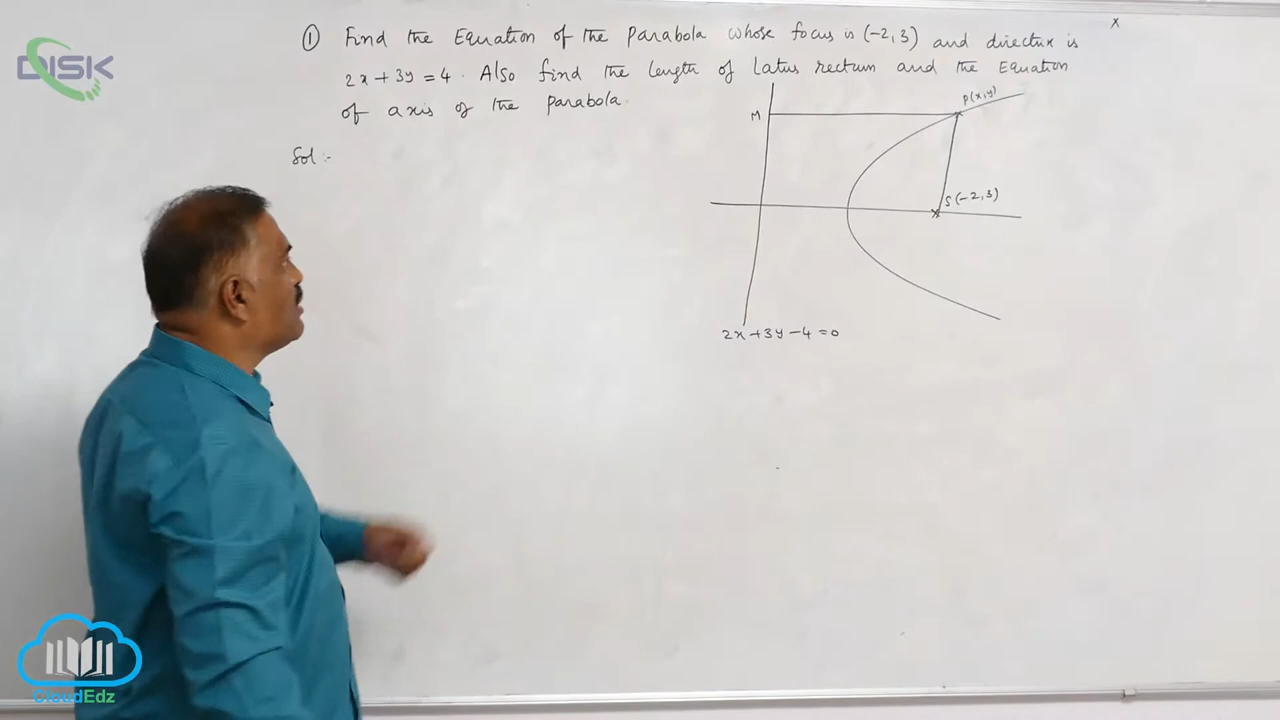 DISK
① Find the Equation of the Parabola whose focus is (-2,3) and directrix is
2x+3y=4. Also find the length of Latus rectum and the Equation
of axis of the parabola.
x
Sol :-
P(x,y)
M
S(-2,3)
2x+3y-4=0
CloudEdz